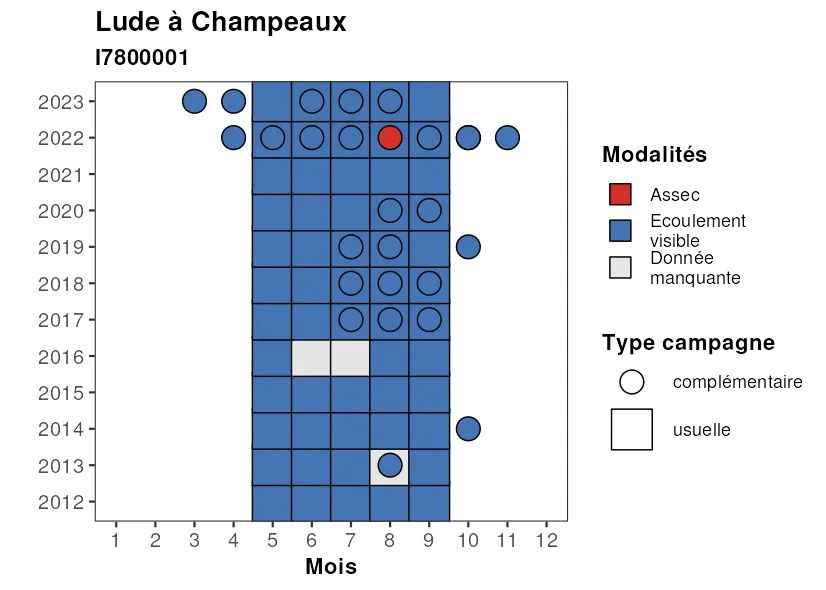 Lude à Champeaux
I7800001
2023
2022
2021
2020
2019
2018
2017
2016
2015
2014
2013
2012
1 2 3 4 5 6 7 8 9 10 11 12
Mois
Modalités
Assec
Ecoulement
visible
Donnée
manquante
Type campagne
complémentaire
usuelle